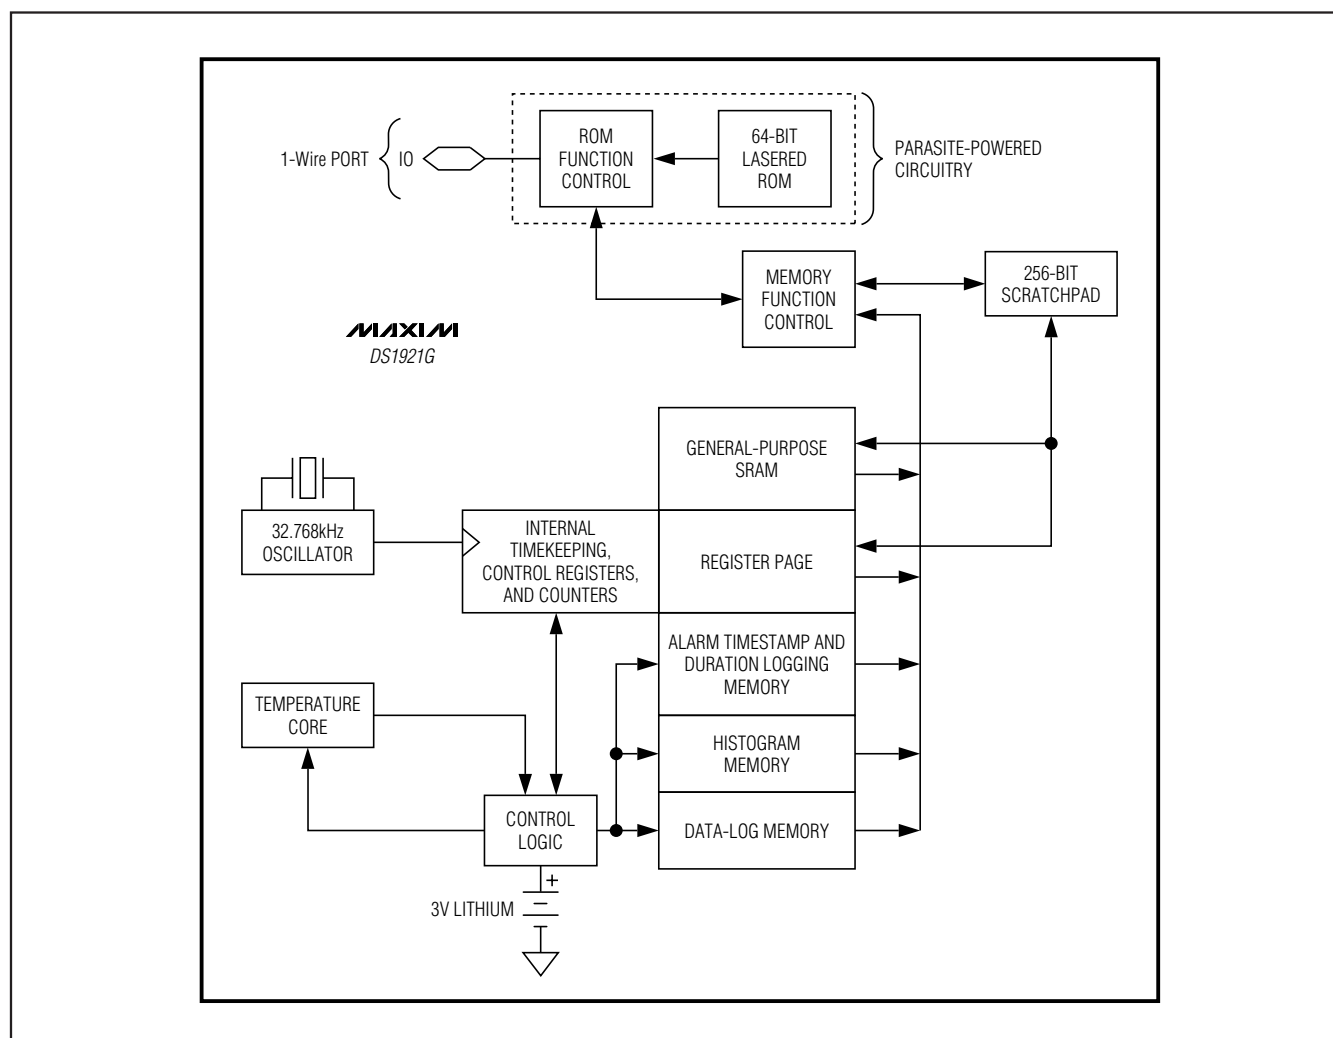 ROM
FUNCTION
CONTROL
64-BIT
LASERED
ROM
1-Wire PORT
IO
PARASITE-POWERED
CIRCUITRY
MEMORY
FUNCTION
CONTROL
256-BIT
SCRATCHPAD
MAXIM
DS1921G
GENERAL-PURPOSE
SRAM
32.768kHz
OSCILLATOR
INTERNAL
TIMEKEEPING,
CONTROL REGISTERS,
AND COUNTERS
REGISTER PAGE
ALARM TIMESTAMP AND
DURATION LOGGING
MEMORY
TEMPERATURE
CORE
HISTOGRAM
MEMORY
CONTROL
LOGIC
DATA-LOG MEMORY
+
3V LITHIUM